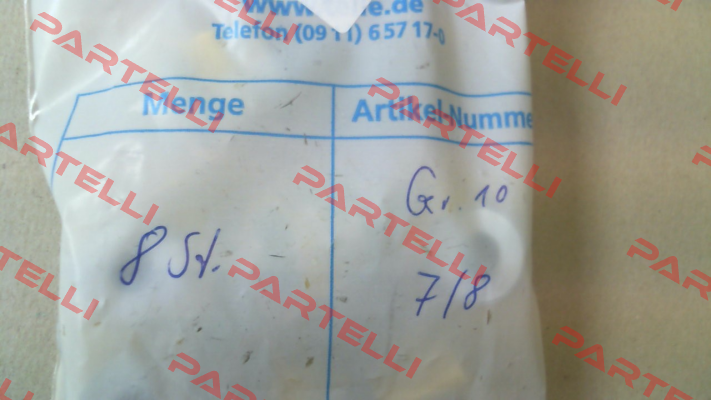 Telefon (09 11) 6 57 17-0
Menge Artikel-Numme
8 St. Gr. 10
7/8
PARTELLI